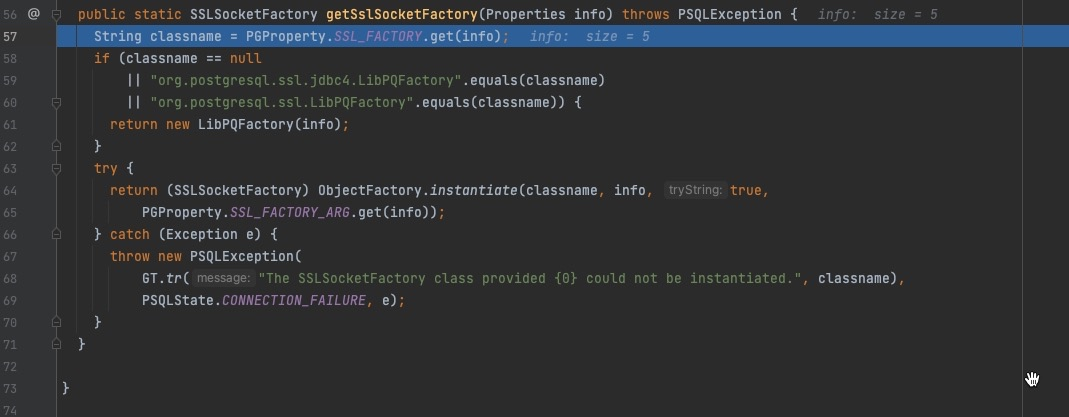 56 @ public static SSLSocketFactory getSslSocketFactory(Properties info) throws PSQLException { info: size = 5
57 String classname = PGProperty.SSL_FACTORY.get(info); info: size = 5
58 if (classname == null
59 || "org.postgresql.ssl.jdbc4.LibPQFactory".equals(classname)
60 || "org.postgresql.ssl.LibPQFactory".equals(classname)) {
61 return new LibPQFactory(info);
62 }
63 try {
64 return (SSLSocketFactory) ObjectFactory.instantiate(classname, info, tryString: true,
65 PGProperty.SSL_FACTORY_ARG.get(info));
66 } catch (Exception e) {
67 throw new PSQLException(
68 GT.tr( message: "The SSLSocketFactory class provided {0} could not be instantiated.", classname),
69 PSQLState.CONNECTION_FAILURE, e);
70 }
71 }
72
73 }
74